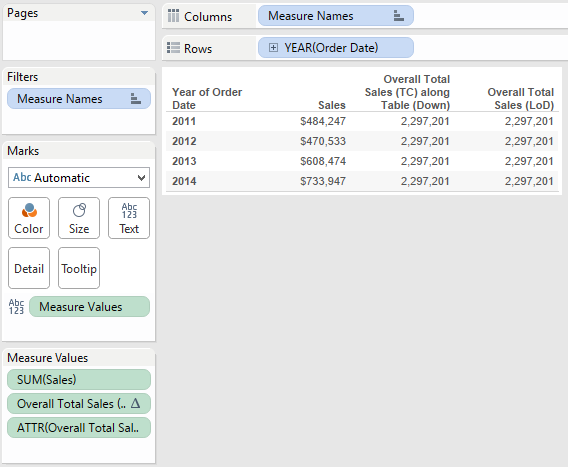 Pages
Columns
Measure Names
Rows
YEAR(Order Date)
Filters
Measure Names
Marks
Abc Automatic
Color
Size
Abc
123
Text
Detail
Tooltip
Abc
123
Measure Values
Measure Values
SUM(Sales)
Overall Total Sales (.. Δ
ATTR(Overall Total Sal..
Year of Order
Date
Sales
Overall Total
Sales (TC) along
Table (Down)
Overall Total
Sales (LoD)
2011 $484,247 2,297,201 2,297,201
2012 $470,533 2,297,201 2,297,201
2013 $608,474 2,297,201 2,297,201
2014 $733,947 2,297,201 2,297,201